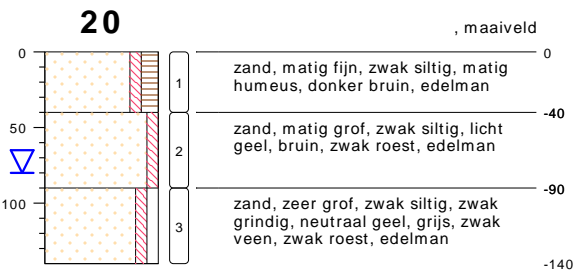 20
, maaiveld
0
0
1
zand, matig fijn, zwak siltig, matig
humeus, donker bruin, edelman
-40
50
2
zand, matig grof, zwak siltig, licht
geel, bruin, zwak roest, edelman
-90
100
3
zand, zeer grof, zwak siltig, zwak
grindig, neutraal geel, grijs, zwak
veen, zwak roest, edelman
-140